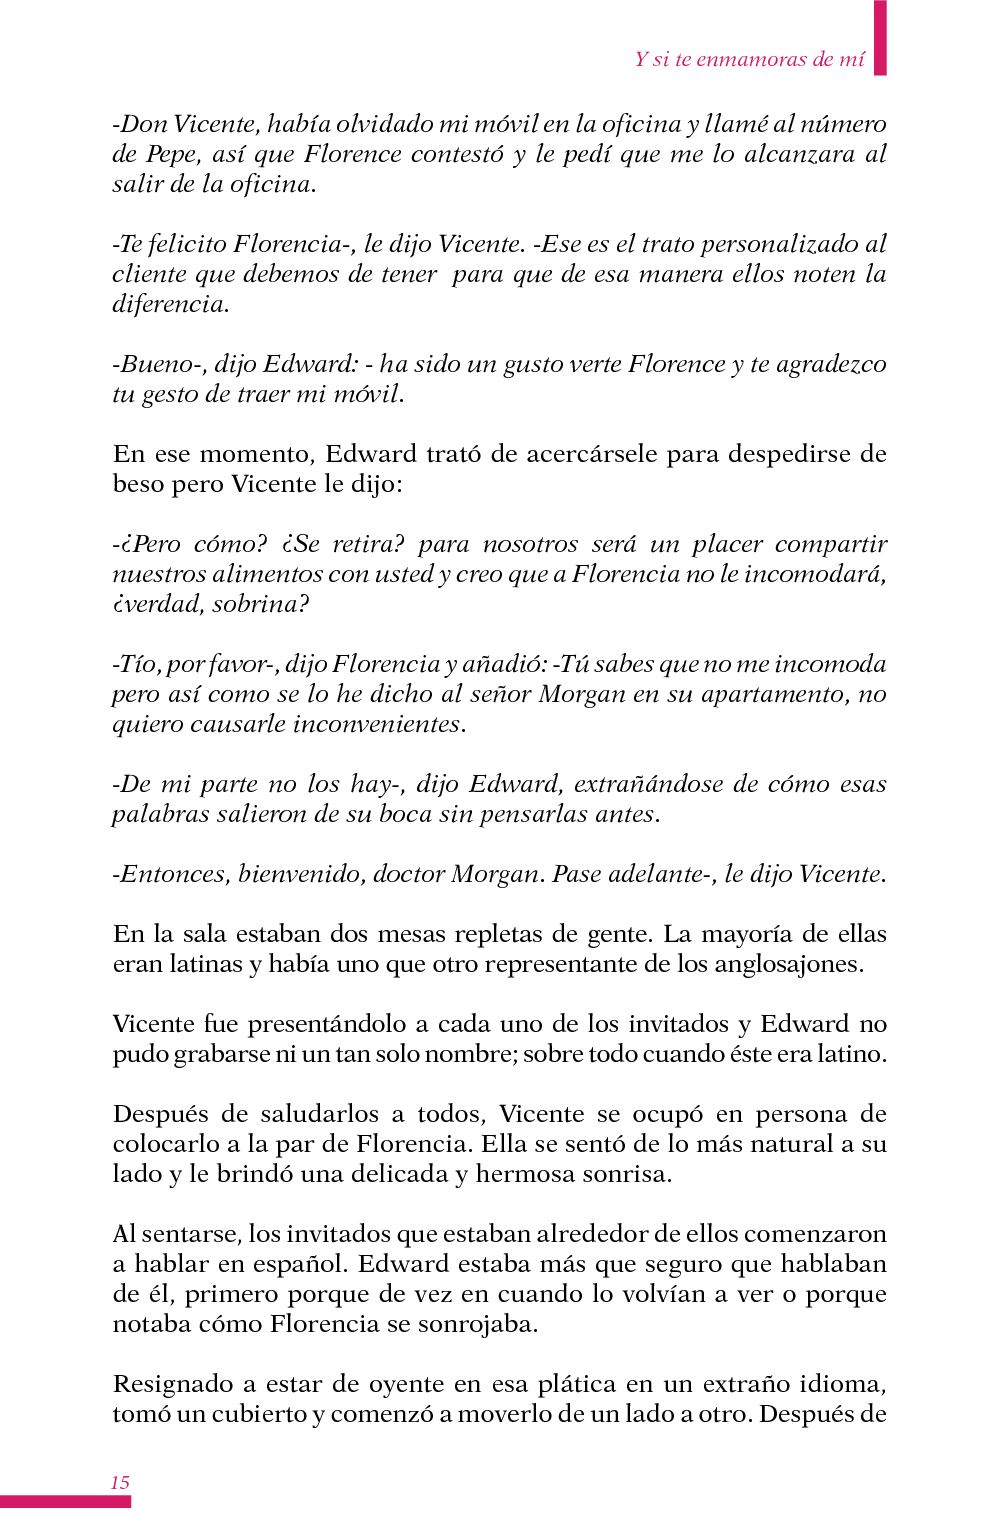 Y si te enmamoras de mí
-Don Vicente, había olvidado mi móvil en la oficina y llamé al número
de Pepe, así que Florence contestó y le pedí que me lo alcanzara al
salir de la oficina.
-Te felicito Florencia-, le dijo Vicente. -Ese es el trato personalizado al
cliente que debemos de tener para que de esa manera ellos noten la
diferencia.
-Bueno-, dijo Edward: - ha sido un gusto verte Florence y te agradezco
tu gesto de traer mi móvil.
En ese momento, Edward trató de acercársele para despedirse de
beso pero Vicente le dijo:
-¿Pero cómo? ¿Se retira? para nosotros será un placer compartir
nuestros alimentos con usted y creo que a Florencia no le incomodará,
¿verdad, sobrina?
-Tío, por favor-, dijo Florencia y añadió: -Tú sabes que no me incomoda
pero así como se lo he dicho al señor Morgan en su apartamento, no
quiero causarle inconvenientes.
-De mi parte no los hay-, dijo Edward, extrañándose de cómo esas
palabras salieron de su boca sin pensarlas antes.
-Entonces, bienvenido, doctor Morgan. Pase adelante-, le dijo Vicente.
En la sala estaban dos mesas repletas de gente. La mayoría de ellas
eran latinas y había uno que otro representante de los anglosajones.
Vicente fue presentándolo a cada uno de los invitados y Edward no
pudo grabarse ni un tan solo nombre; sobre todo cuando éste era latino.
Después de saludarlos a todos, Vicente se ocupó en persona de
colocarlo a la par de Florencia. Ella se sentó de lo más natural a su
lado y le brindó una delicada y hermosa sonrisa.
Al sentarse, los invitados que estaban alrededor de ellos comenzaron
a hablar en español. Edward estaba más que seguro que hablaban
de él, primero porque de vez en cuando lo volvían a ver o porque
notaba cómo Florencia se sonrojaba.
Resignado a estar de oyente en esa plática en un extraño idioma,
tomó un cubierto y comenzó a moverlo de un lado a otro. Después de
15